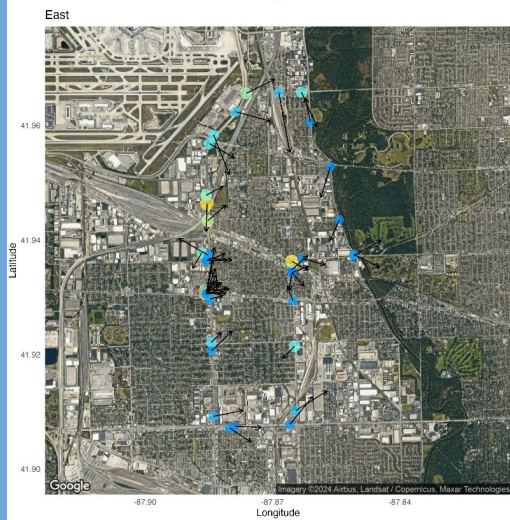 East
41.96
41.94
Latitude
41.92
41.90
Google
Imagery ©2024 Airbus, Landsat / Copernicus, Maxar Technologies
-87.90
-87.87
-87.84
Longitude